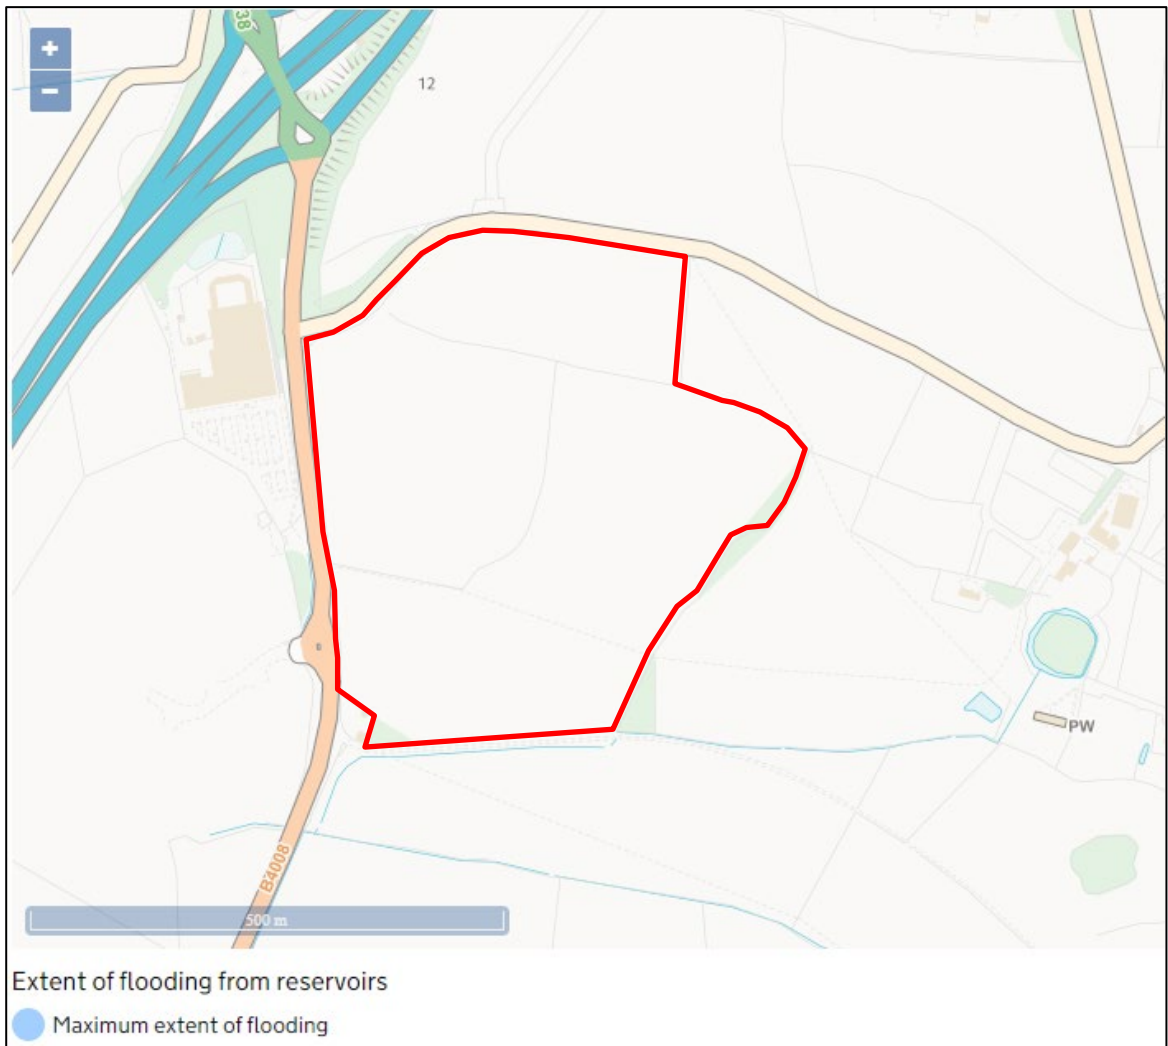 38
+
−
12
B4008
PW
500 m
Extent of flooding from reservoirs
Maximum extent of flooding